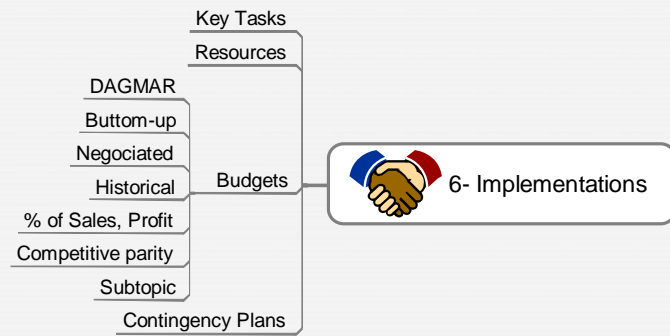 Key Tasks
Resources
DAGMAR
Buttom-up
Negociated
Historical
% of Sales, Profit
Competitive parity
Subtopic
Budgets
Contingency Plans
6- Implementations